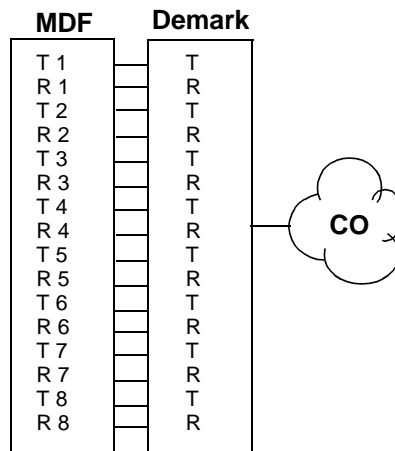 MDF Demark
T 1 T
R 1 R
T 2 T
R 2 R
T 3 T
R 3 R
T 4 T
R 4 R
T 5 T
R 5 R
T 6 T
R 6 R
T 7 T
R 7 R
T 8 T
R 8 R
CO